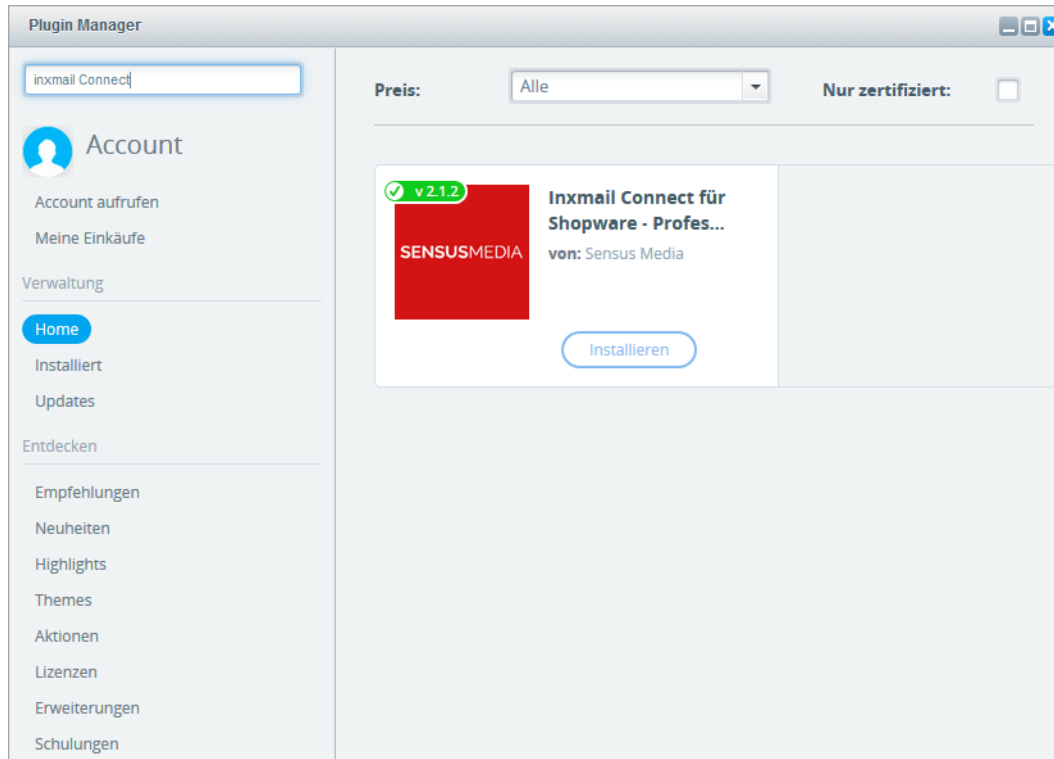 Plugin Manager
inxmail Connect
Account
Account aufrufen
Meine Einkäufe
Verwaltung
Home
Installiert
Updates
Entdecken
Empfehlungen
Neuheiten
Highlights
Themes
Aktionen
Lizenzen
Erweiterungen
Schulungen
Preis: Alle Nur zertifiziert:
v 2.1.2
SENSUSMEDIA
Inxmail Connect für
Shopware - Profes...
von: Sensus Media
Installieren